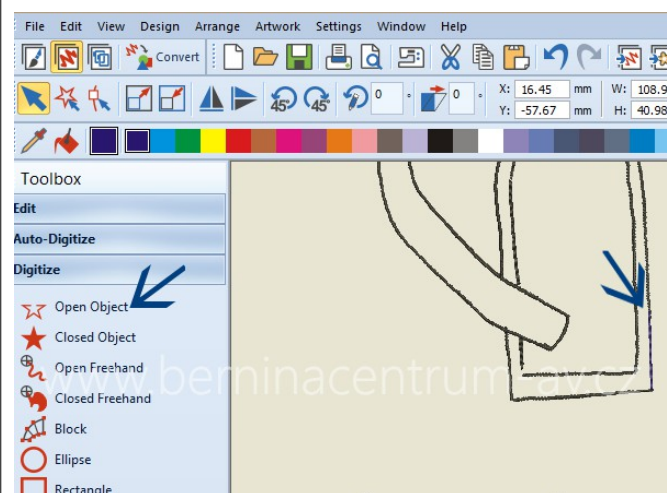 File Edit View Design Arrange Artwork Settings Window Help
Convert
45° 45° 0 ° 0 ° X: 16.45 mm W: 108.9
Y: -57.67 mm H: 40.98
Toolbox
Edit
Auto-Digitize
Digitize
Open Object
Closed Object
Open Freehand
www.berninacentrum-av.cz
Closed Freehand
Block
Ellipse
Rectangle